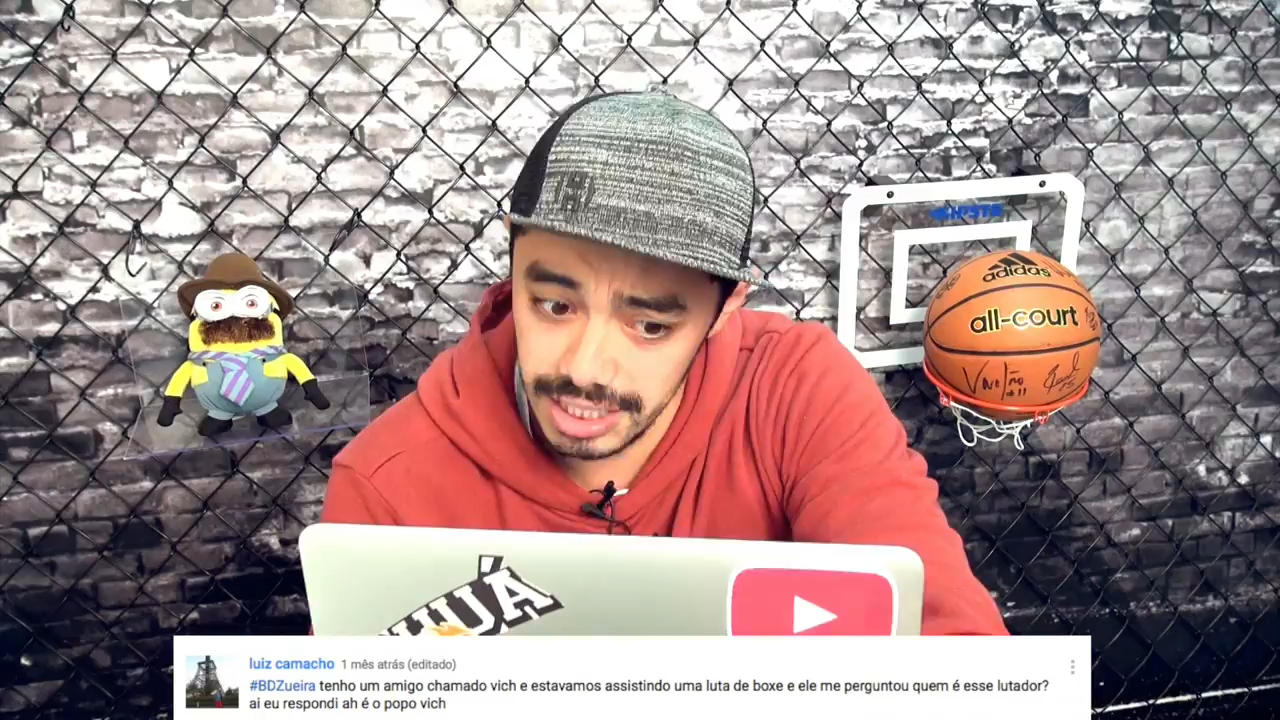 adidas
all-court
HUÁ
luiz camacho 1 mês atrás (editado)
#BDZueira tenho um amigo chamado vich e estavamos assistindo uma luta de boxe e ele me perguntou quem é esse lutador?
ai eu respondi ah é o popo vich